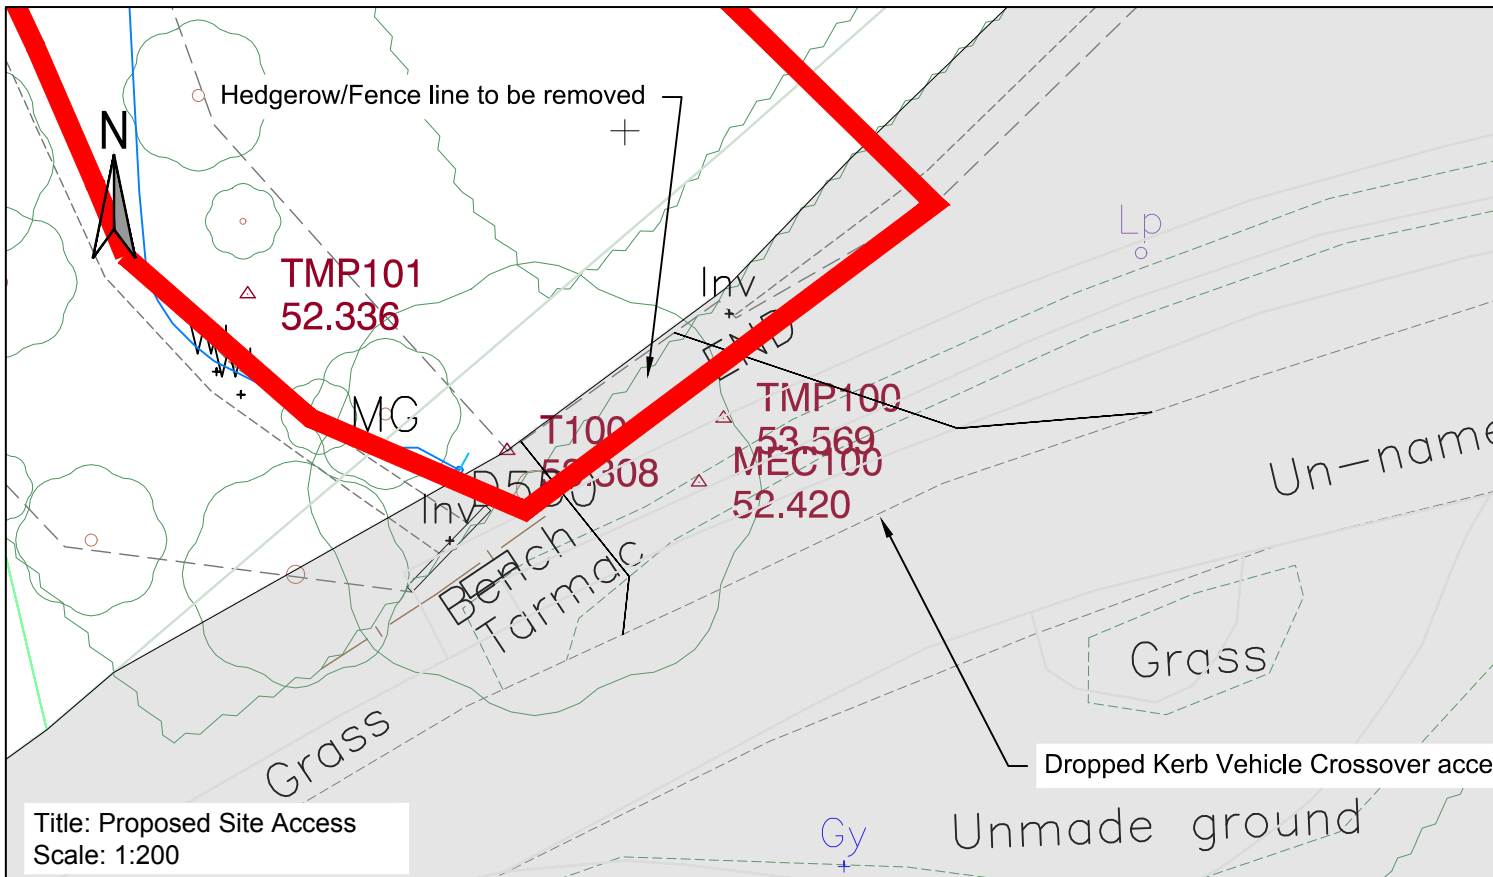 Hedgerow/Fence line to be removed
N
Lp
TMP101
52.336
Inv
END
MG
T100
TMP100
53.569
MEC100
52.420
Un-name
Inv
Bench
Tarmac
Grass
Grass
Dropped Kerb Vehicle Crossover acce
Unmade ground
Gy
Title: Proposed Site Access
Scale: 1:200